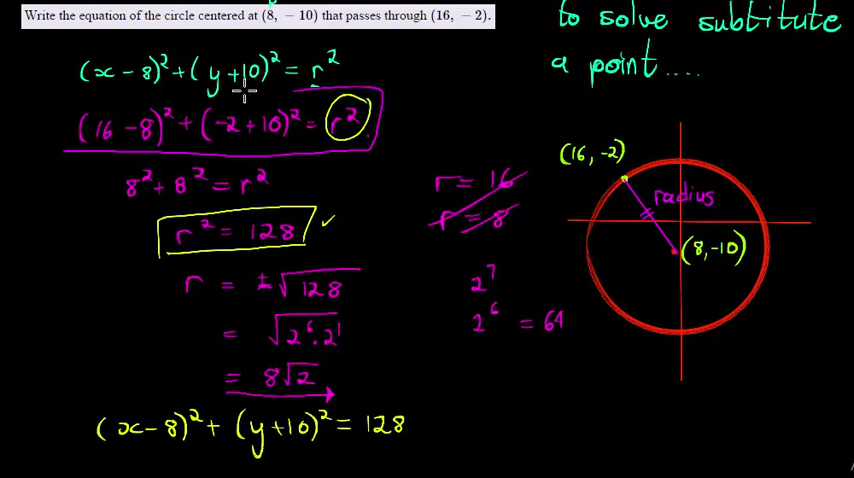 Write the equation of the circle centered at (8, − 10) that passes through (16, − 2).
to solve substitute
a point....
(x − 8)² + (y + 10)² = r²
(16 − 8)² + (−2 + 10)² = r²
8² + 8² = r²
r² = 128 ✓
r = ±√128
= √2⁶·2¹
= 8√2
(x − 8)² + (y + 10)² = 128
r = 16
r = 8
2⁷
2⁶ = 64
(16, −2)
radius
(8, −10)